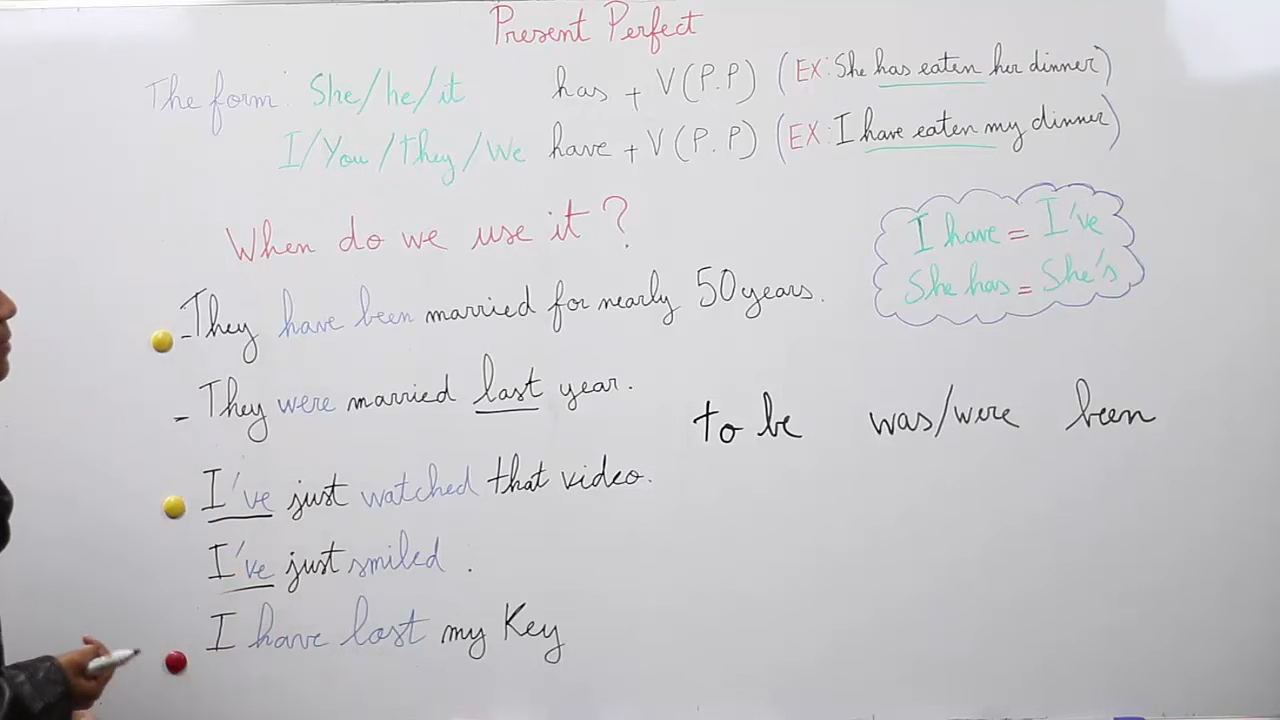 Present Perfect
The form : She/he/it has + V(P.P) (EX: She has eaten her dinner)
I/You/They/We have + V(P.P) (EX: I have eaten my dinner)
When do we use it ?
I have = I've
She has = She's
- They have been married for nearly 50 years.
- They were married last year.
to be was/were been
I've just watched that video.
I've just smiled .
I have lost my Key